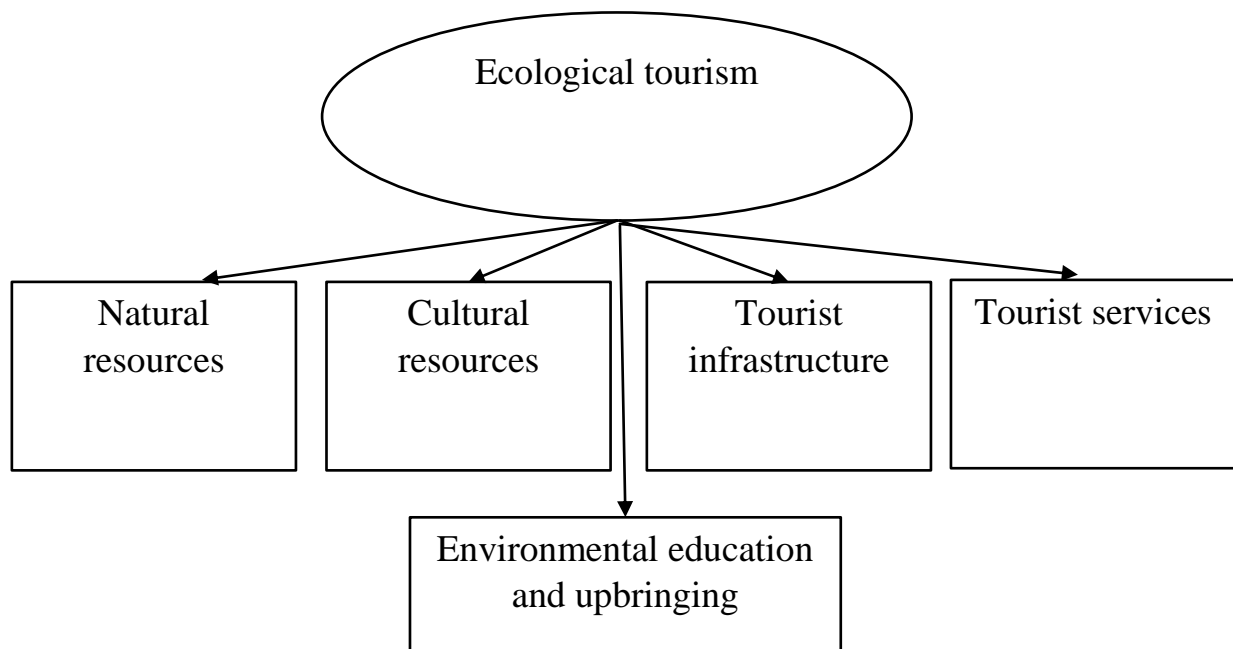 Ecological tourism
Natural
resources
Cultural
resources
Tourist
infrastructure
Tourist services
Environmental education
and upbringing